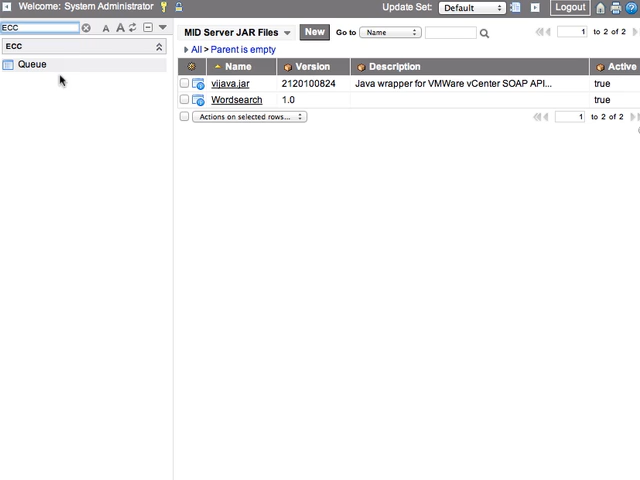 Welcome: System Administrator
Update Set: Default Logout
ECC
A A
ECC
Queue
MID Server JAR Files New Go to Name 1 to 2 of 2
All > Parent is empty
Name Version Description Active
vijava.jar 2120100824 Java wrapper for VMWare vCenter SOAP API... true
Wordsearch 1.0 true
Actions on selected rows... 1 to 2 of 2